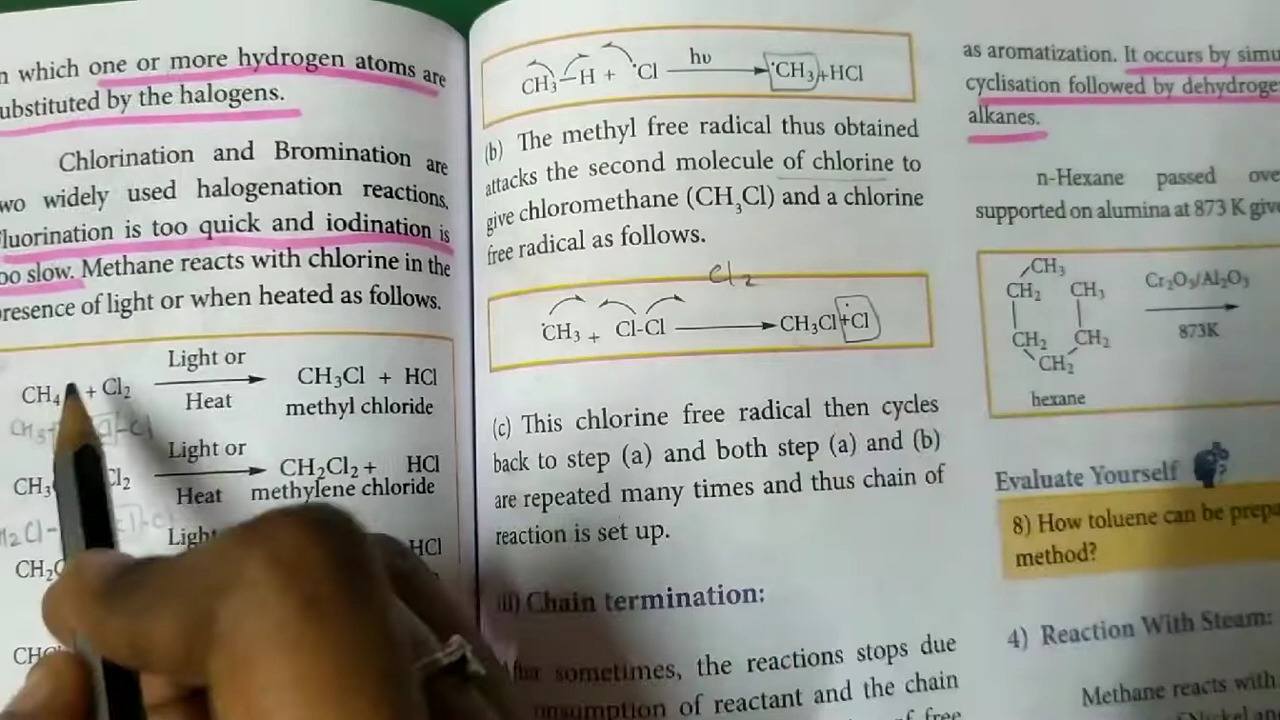 n which one or more hydrogen atoms are
ubstituted by the halogens.
Chlorination and Bromination are
wo widely used halogenation reactions.
luorination is too quick and iodination is
oo slow. Methane reacts with chlorine in the
resence of light or when heated as follows.
CH₄ + Cl₂ Light or Heat CH₃Cl + HCl
methyl chloride
CH₃ Cl₂ Light or Heat CH₂Cl₂ + HCl
methylene chloride
CH₂ HCl
CH₃–H + ·Cl hυ ·CH₃ + HCl
(b) The methyl free radical thus obtained
attacks the second molecule of chlorine to
give chloromethane (CH₃Cl) and a chlorine
free radical as follows.
Cl₂
·CH₃ + Cl-Cl CH₃Cl + ·Cl
(c) This chlorine free radical then cycles
back to step (a) and both step (a) and (b)
are repeated many times and thus chain of
reaction is set up.
iii) Chain termination:
After sometimes, the reactions stops due
onsumption of reactant and the chain
of free
as aromatization. It occurs by simu
cyclisation followed by dehydroge
alkanes.
n-Hexane passed ove
supported on alumina at 873 K giv
CH₃
CH₂ CH₃ Cr₂O₃/Al₂O₃
CH₂ CH₂ 873K
CH₂
hexane
Evaluate Yourself
8) How toluene can be prepa
method?
4) Reaction With Steam:
Methane reacts with